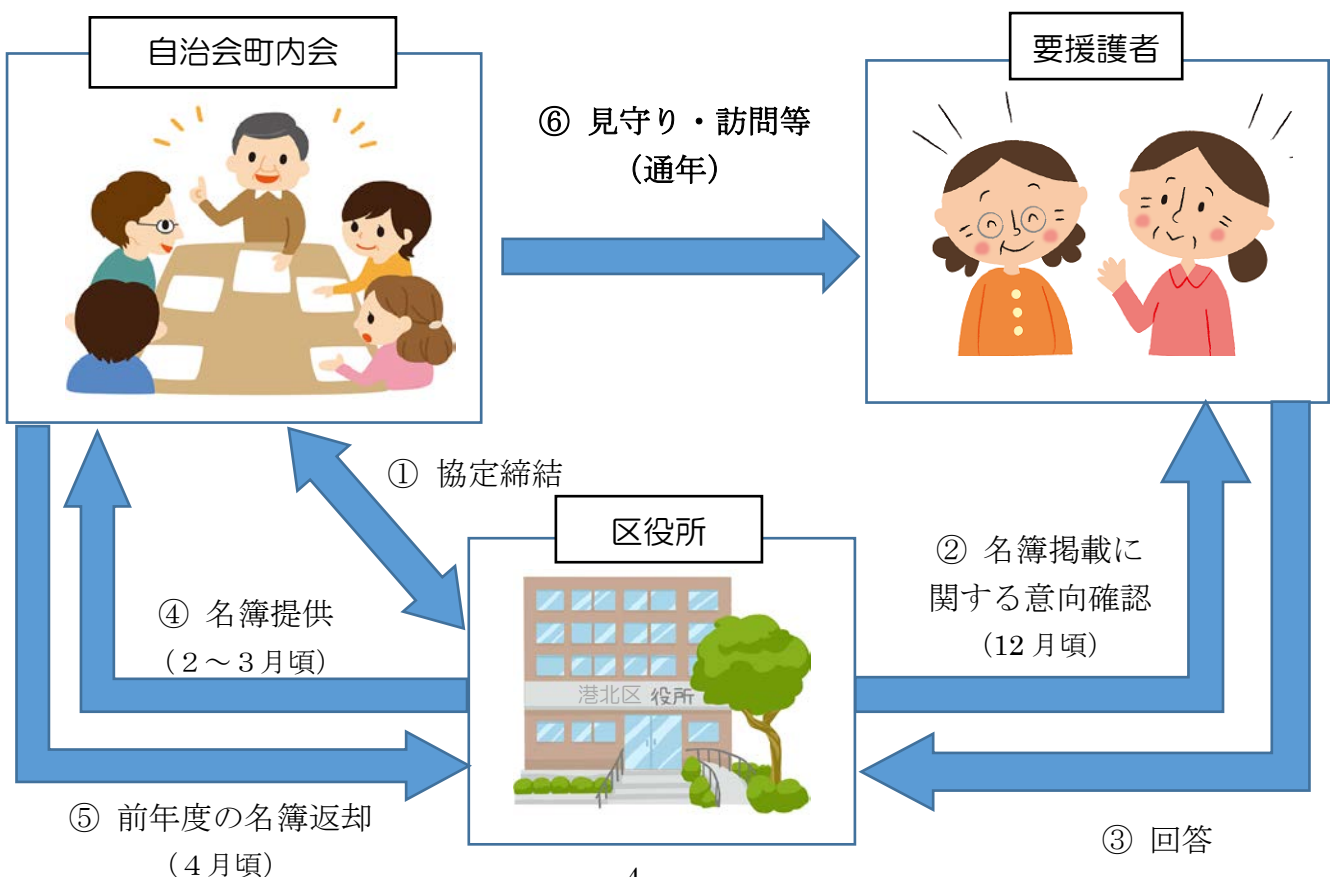 自治会町内会
要援護者
⑥ 見守り・訪問等
（通年）
① 協定締結
区役所
② 名簿掲載に
関する意向確認
（12 月頃）
④ 名簿提供
（２～３月頃）
港北区 役所
⑤ 前年度の名簿返却
（４月頃）
③ 回答
4